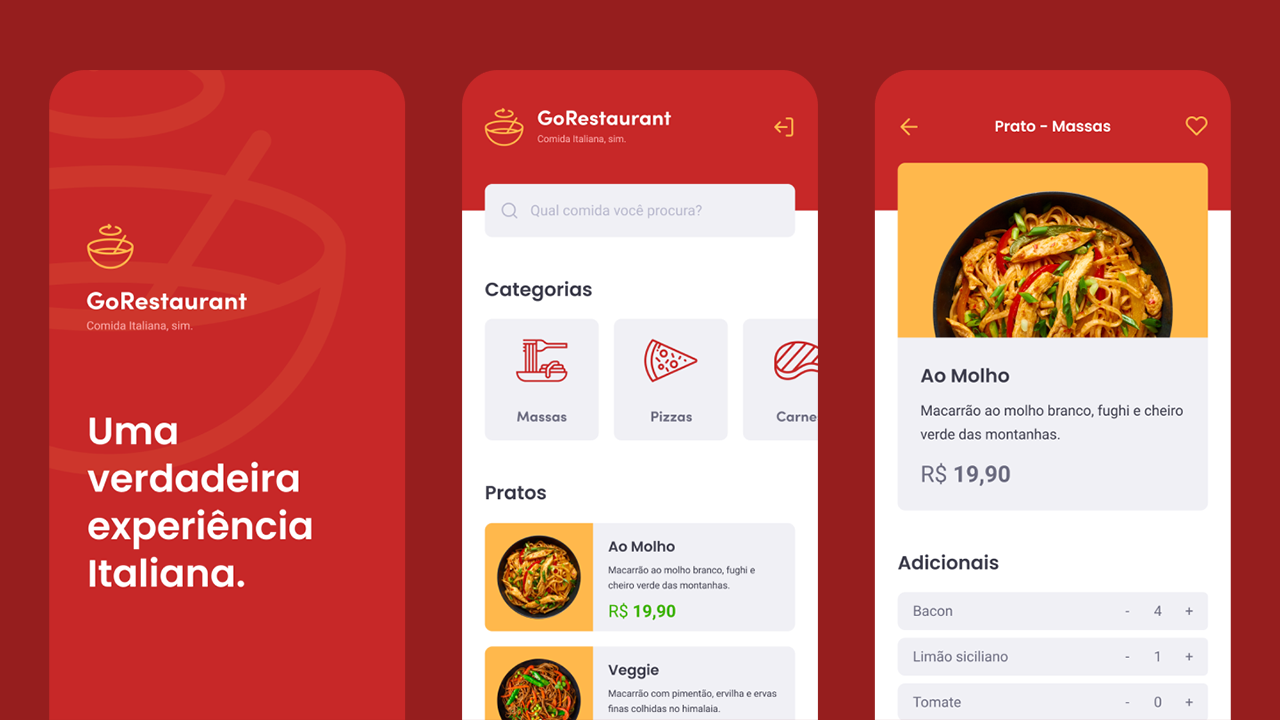 GoRestaurant
Comida Italiana, sim.
Uma
verdadeira
experiência
Italiana.
GoRestaurant
Comida Italiana, sim.
Qual comida você procura?
Categorias
Massas
Pizzas
Carne
Pratos
Ao Molho
Macarrão ao molho branco, fughi e
cheiro verde das montanhas.
R$ 19,90
Veggie
Macarrão com pimentão, ervilha e ervas
finas colhidas no himalaia.
Prato - Massas
Ao Molho
Macarrão ao molho branco, fughi e cheiro
verde das montanhas.
R$ 19,90
Adicionais
Bacon - 4 +
Limão siciliano - 1 +
Tomate - 0 +